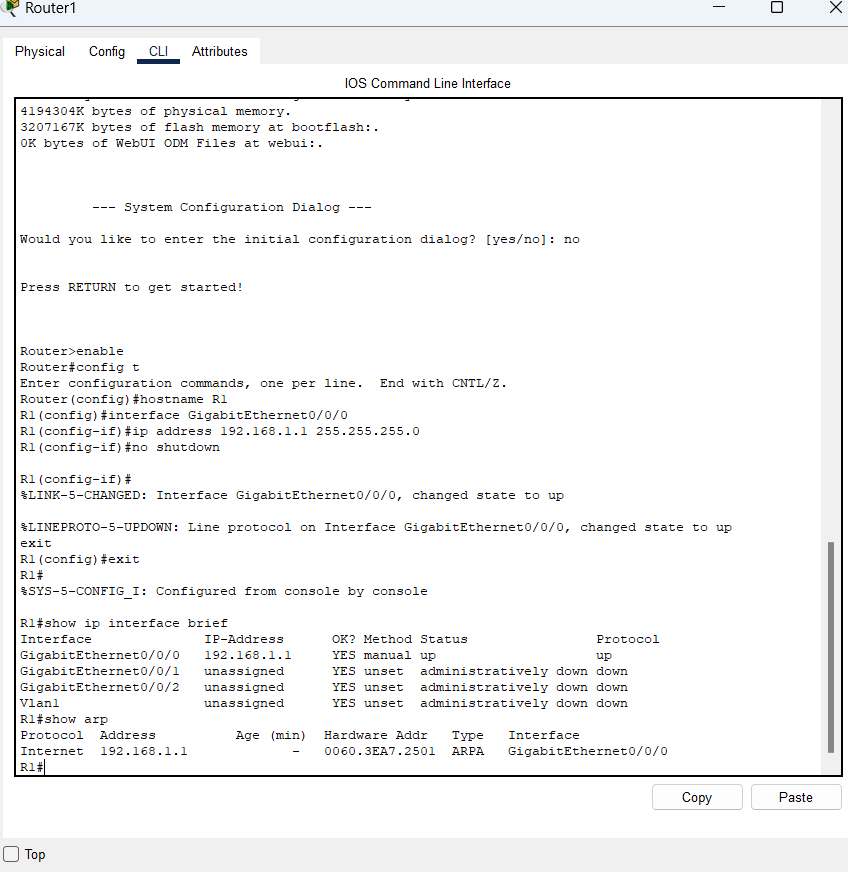 Router1
Physical Config CLI Attributes
IOS Command Line Interface
4194304K bytes of physical memory.
3207167K bytes of flash memory at bootflash:.
0K bytes of WebUI ODM Files at webui:.
--- System Configuration Dialog ---
Would you like to enter the initial configuration dialog? [yes/no]: no
Press RETURN to get started!
Router>enable
Router#config t
Enter configuration commands, one per line.  End with CNTL/Z.
Router(config)#hostname R1
R1(config)#interface GigabitEthernet0/0/0
R1(config-if)#ip address 192.168.1.1 255.255.255.0
R1(config-if)#no shutdown
R1(config-if)#
%LINK-5-CHANGED: Interface GigabitEthernet0/0/0, changed state to up
%LINEPROTO-5-UPDOWN: Line protocol on Interface GigabitEthernet0/0/0, changed state to up
exit
R1(config)#exit
R1#
%SYS-5-CONFIG_I: Configured from console by console
R1#show ip interface brief
Interface              IP-Address      OK? Method Status                Protocol
GigabitEthernet0/0/0   192.168.1.1     YES manual up                    up
GigabitEthernet0/0/1   unassigned      YES unset  administratively down down
GigabitEthernet0/0/2   unassigned      YES unset  administratively down down
Vlan1                  unassigned      YES unset  administratively down down
R1#show arp
Protocol  Address          Age (min)  Hardware Addr   Type   Interface
Internet  192.168.1.1             -   0060.3EA7.2501  ARPA   GigabitEthernet0/0/0
R1#
Copy Paste
Top